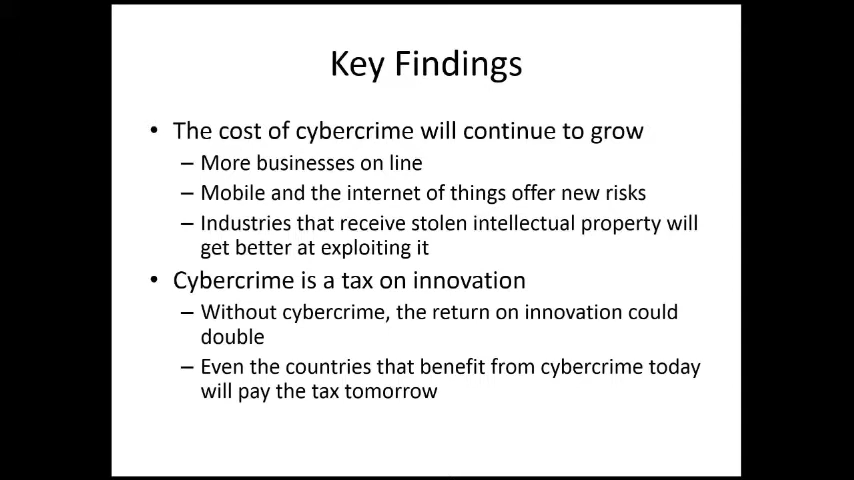 Key Findings
• The cost of cybercrime will continue to grow
– More businesses on line
– Mobile and the internet of things offer new risks
– Industries that receive stolen intellectual property will
get better at exploiting it
• Cybercrime is a tax on innovation
– Without cybercrime, the return on innovation could
double
– Even the countries that benefit from cybercrime today
will pay the tax tomorrow